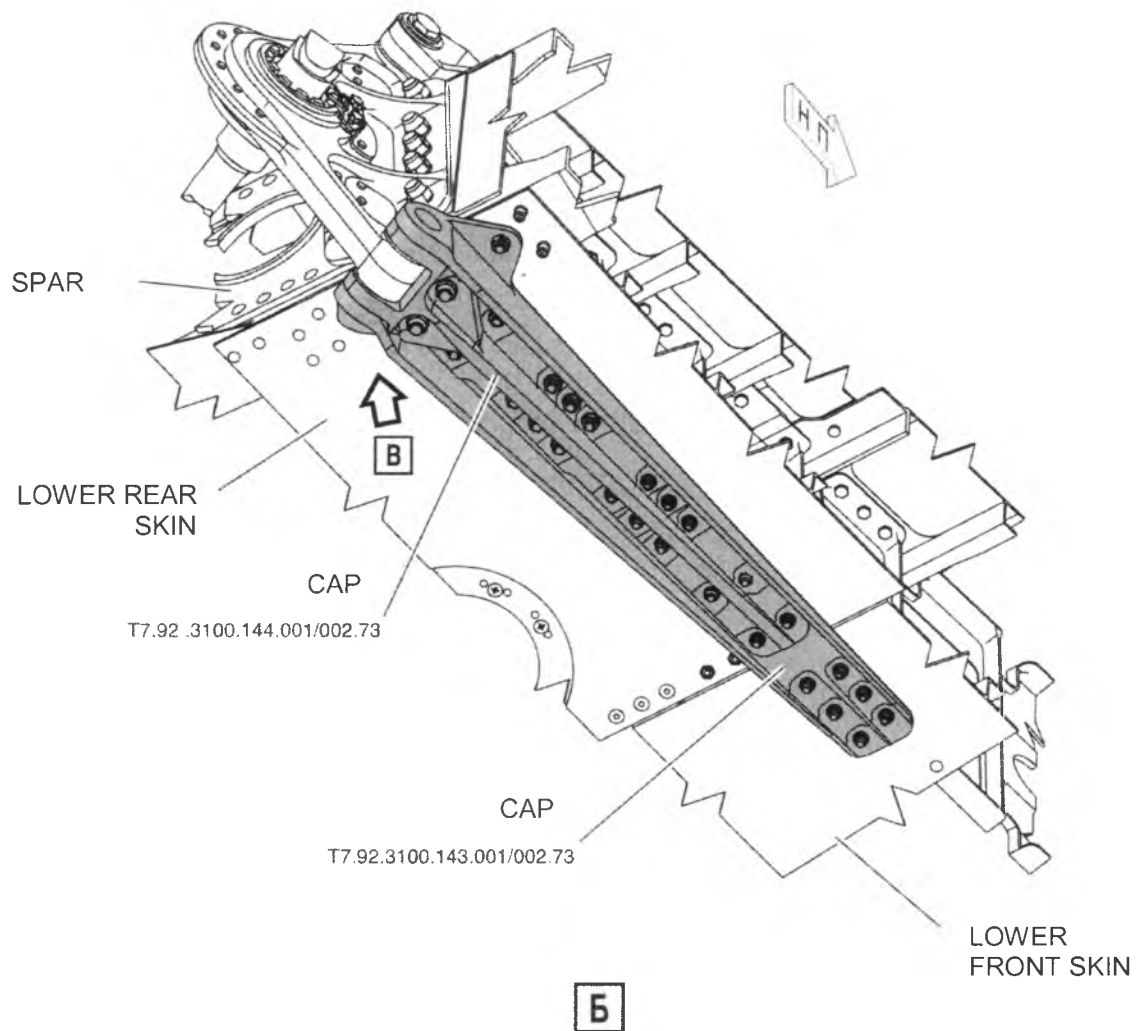 НП
SPAR
В
LOWER REAR
SKIN
CAP
T7.92 .3100.144.001/002.73
CAP
T7.92.3100.143.001/002.73
LOWER
FRONT SKIN
Б